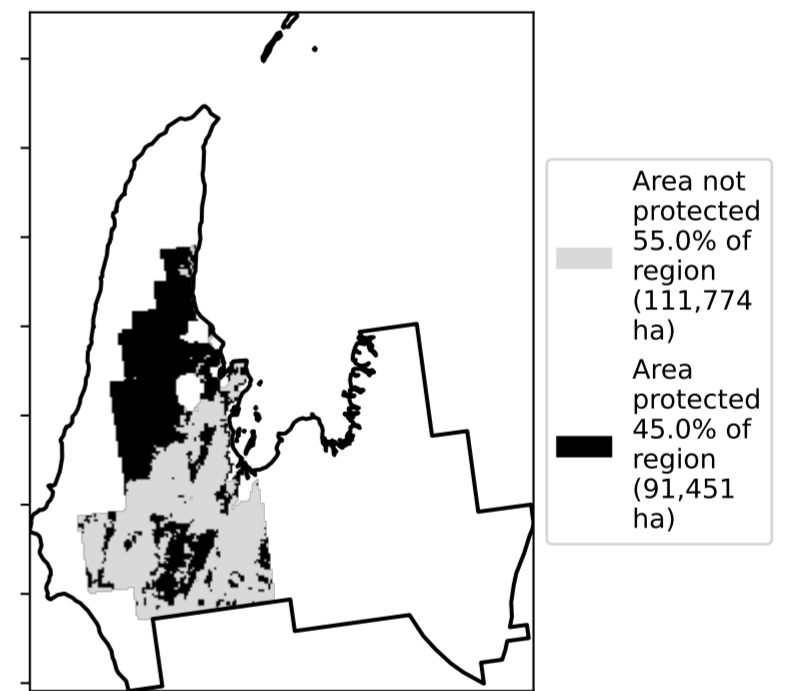 Area not
protected
55.0% of
region
(111,774
ha)
Area
protected
45.0% of
region
(91,451
ha)